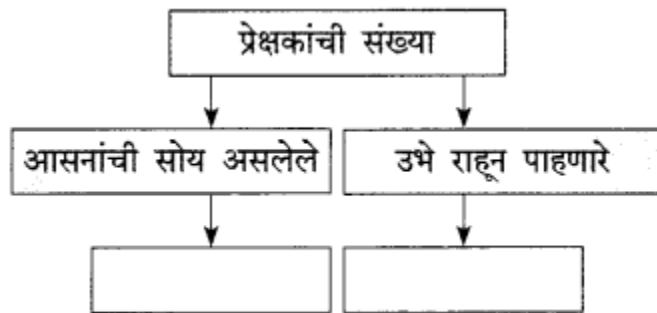 प्रेक्षकांची संख्या
आसनांची सोय असलेले
उभे राहून पाहणारे